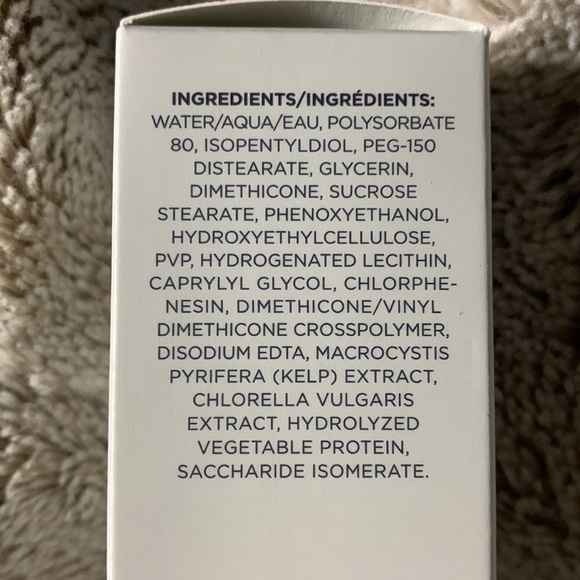 INGREDIENTS/INGRÉDIENTS:
WATER/AQUA/EAU, POLYSORBATE
80, ISOPENTYLDIOL, PEG-150
DISTEARATE, GLYCERIN,
DIMETHICONE, SUCROSE
STEARATE, PHENOXYETHANOL,
HYDROXYETHYLCELLULOSE,
PVP, HYDROGENATED LECITHIN,
CAPRYLYL GLYCOL, CHLORPHE-
NESIN, DIMETHICONE/VINYL
DIMETHICONE CROSSPOLYMER,
DISODIUM EDTA, MACROCYSTIS
PYRIFERA (KELP) EXTRACT,
CHLORELLA VULGARIS
EXTRACT, HYDROLYZED
VEGETABLE PROTEIN,
SACCHARIDE ISOMERATE.